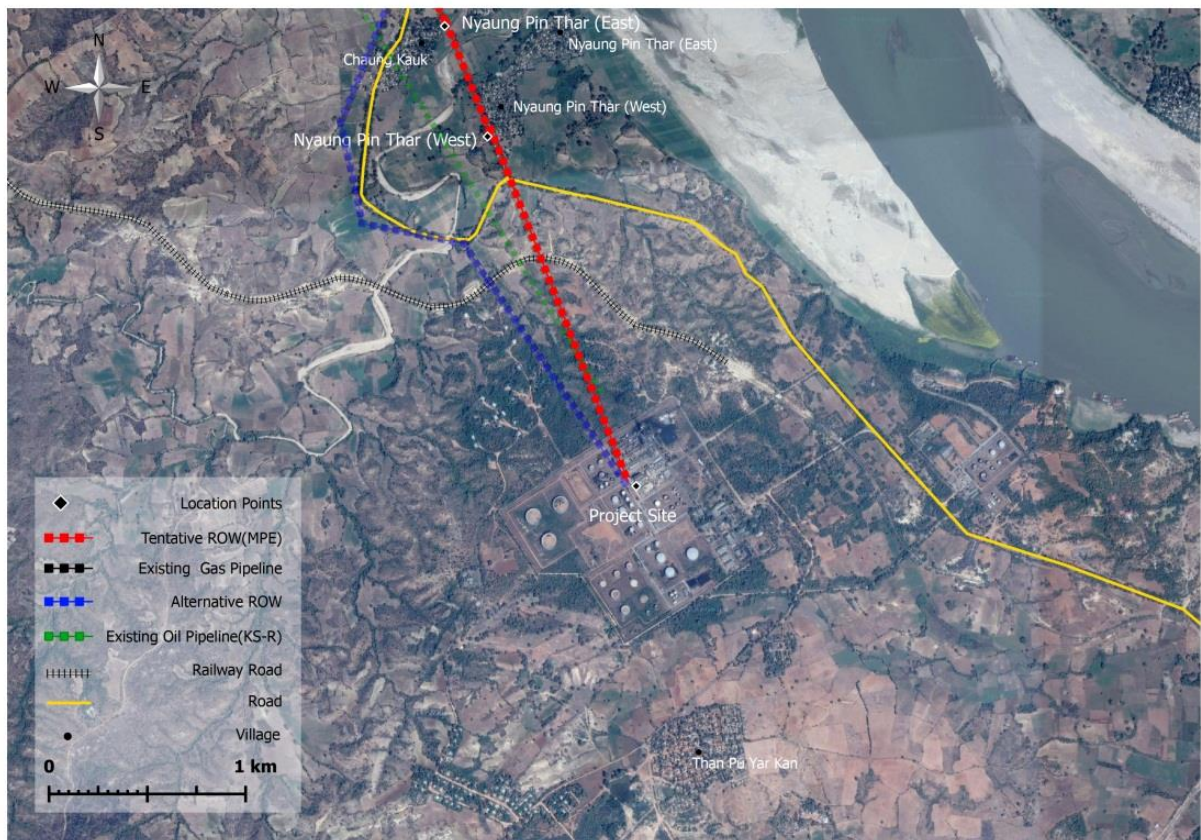 Nyaung Pin Thar (East)
Nyaung Pin Thar (East)
Chaung Kauk
N
W E
S
Nyaung Pin Thar (West)
Nyaung Pin Thar (West)
Project Site
Location Points
Tentative ROW(MPE)
Existing Gas Pipeline
Alternative ROW
Existing Oil Pipeline(KS-R)
Railway Road
Road
Village
0 1 km
Than Pu Yar Kan